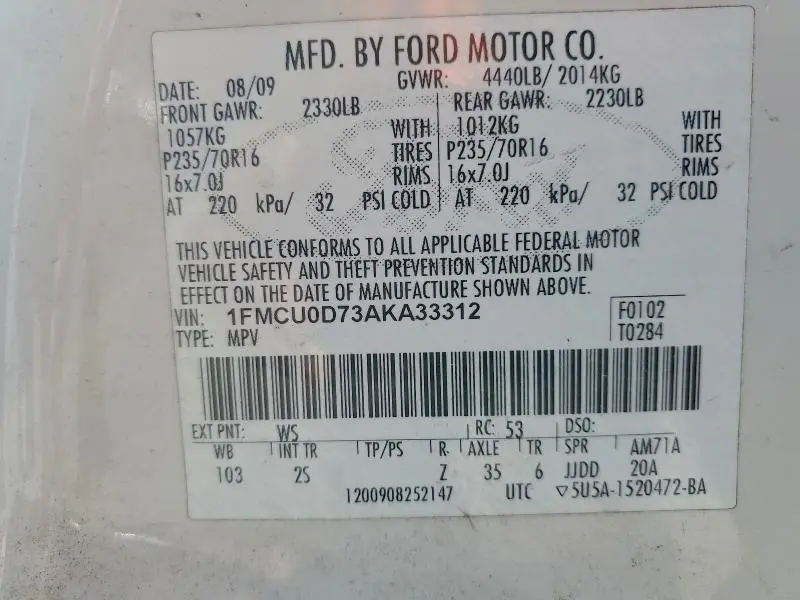 MFD. BY FORD MOTOR CO.
DATE: 08/09 GVWR: 4440LB/ 2014KG
FRONT GAWR: 2330LB REAR GAWR: 2230LB
1057KG WITH 1012KG WITH
P235/70R16 TIRES P235/70R16 TIRES
16x7.0J RIMS 16x7.0J RIMS
AT 220 kPa/ 32 PSI COLD AT 220 kPa/ 32 PSI COLD
THIS VEHICLE CONFORMS TO ALL APPLICABLE FEDERAL MOTOR
VEHICLE SAFETY AND THEFT PREVENTION STANDARDS IN
EFFECT ON THE DATE OF MANUFACTURE SHOWN ABOVE.
VIN: 1FMCU0D73AKA33312 F0102
TYPE: MPV T0284
EXT PNT: WS RC: 53 DSO:
WB INT TR TP/PS R. AXLE TR SPR AM71A
103 2S Z 35 6 JJDD 20A
1200908252147 UTC ▽5U5A-1520472-BA